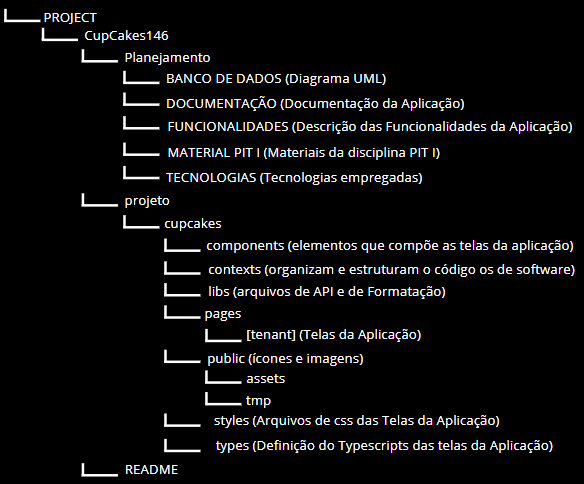 PROJECT
CupCakes146
Planejamento
BANCO DE DADOS (Diagrama UML)
DOCUMENTAÇÃO (Documentação da Aplicação)
FUNCIONALIDADES (Descrição das Funcionalidades da Aplicação)
MATERIAL PIT I (Materiais da disciplina PIT I)
TECNOLOGIAS (Tecnologias empregadas)
projeto
cupcakes
components (elementos que compõe as telas da aplicação)
contexts (organizam e estruturam o código os de software)
libs (arquivos de API e de Formatação)
pages
[tenant] (Telas da Aplicação)
public (ícones e imagens)
assets
tmp
styles (Arquivos de css das Telas da Aplicação)
types (Definição do Typescripts das telas da Aplicação)
README